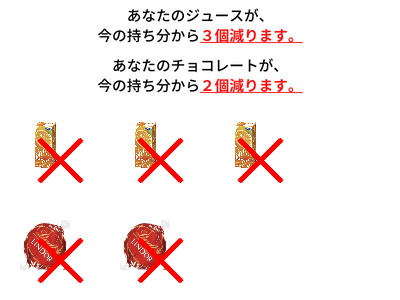 あなたのジュースが、
今の持ち分から３個減ります。
あなたのチョコレートが、
今の持ち分から２個減ります。
LINDOR
LINDOR